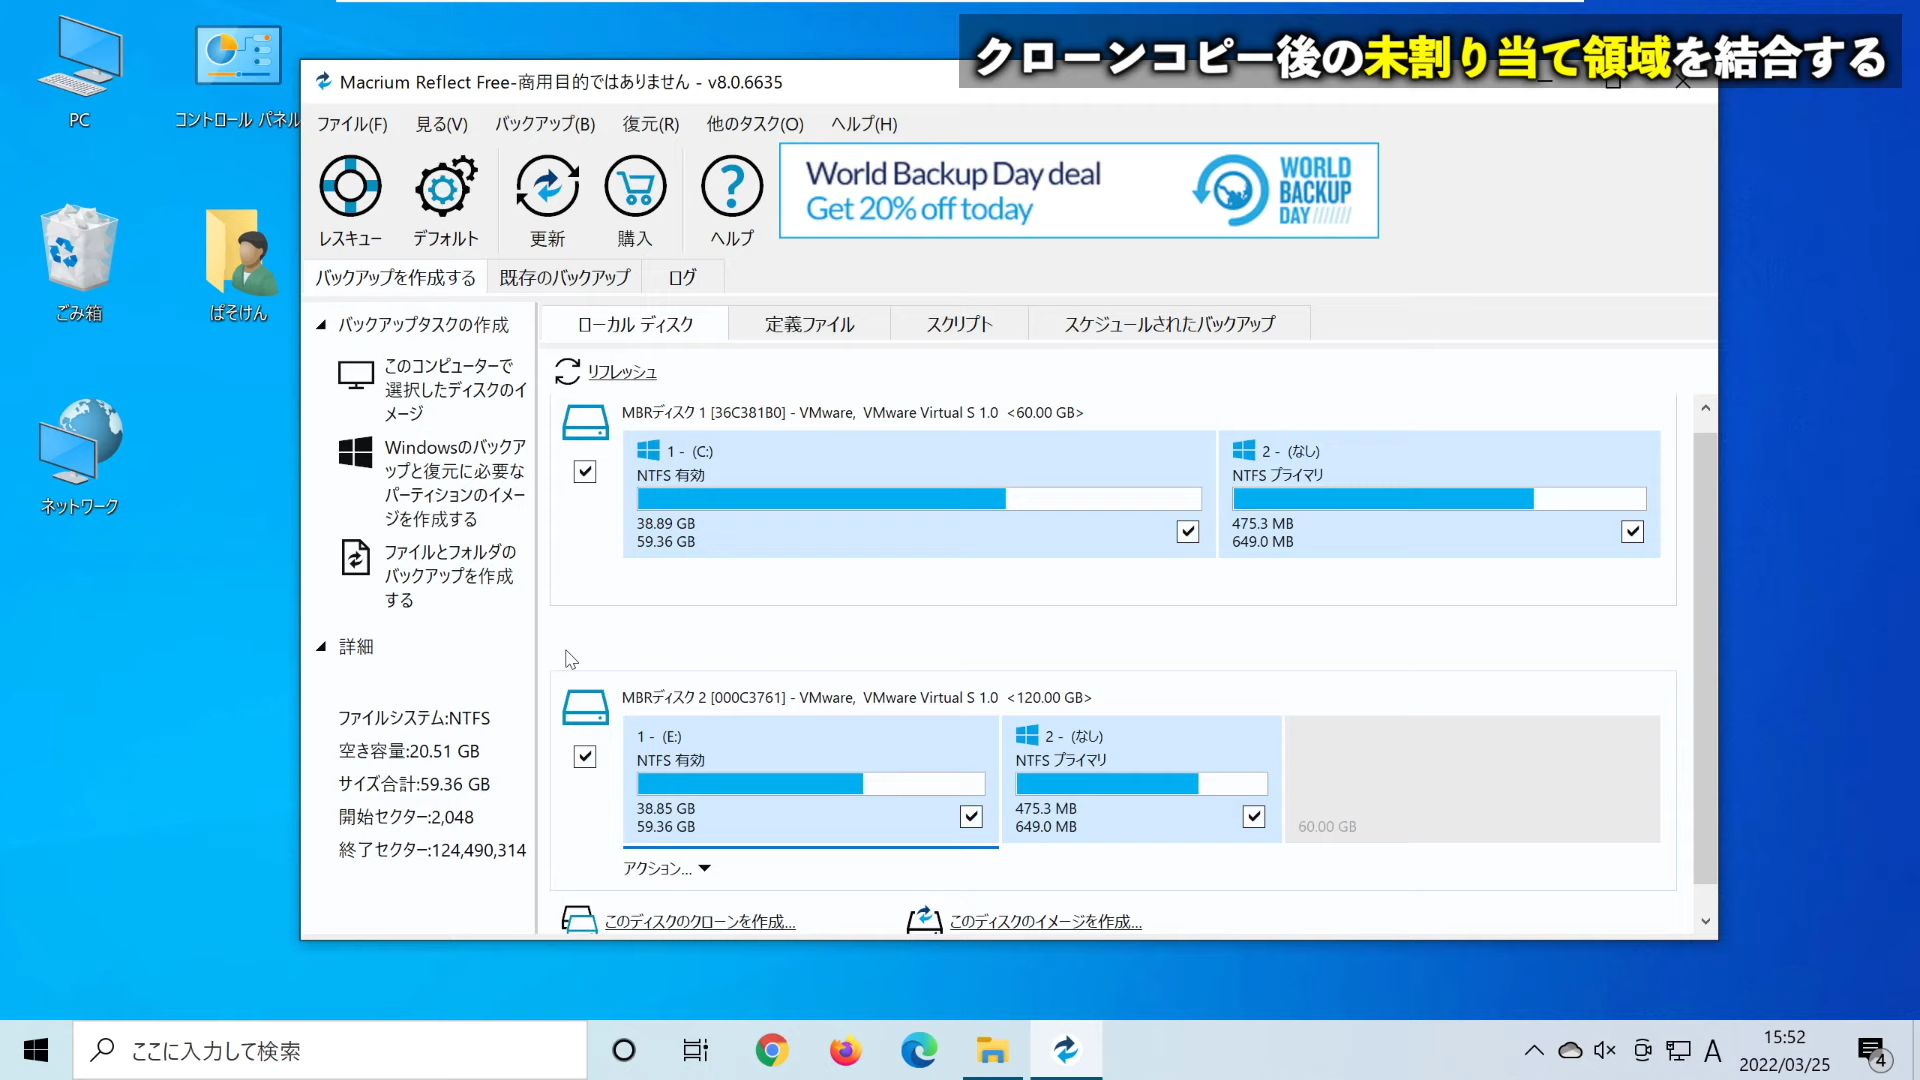 クローンコピー後の未割り当て領域を結合する
PC
コントロール パネル
ごみ箱
ぱそけん
ネットワーク
Macrium Reflect Free-商用目的ではありません - v8.0.6635
ファイル(F) 見る(V) バックアップ(B) 復元(R) 他のタスク(O) ヘルプ(H)
レスキュー デフォルト 更新 購入 ヘルプ
World Backup Day deal
Get 20% off today
WORLD
BACKUP
DAY
バックアップを作成する 既存のバックアップ ログ
バックアップタスクの作成
このコンピューターで
選択したディスクのイ
メージ
Windowsのバックア
ップと復元に必要な
パーティションのイメー
ジを作成する
ファイルとフォルダの
バックアップを作成
する
詳細
ファイルシステム:NTFS
空き容量:20.51 GB
サイズ合計:59.36 GB
開始セクター:2,048
終了セクター:124,490,314
ローカル ディスク 定義ファイル スクリプト スケジュールされたバックアップ
リフレッシュ
MBRディスク 1 [36C381B0] - VMware, VMware Virtual S 1.0 <60.00 GB>
1 - (C:)
NTFS 有効
38.89 GB
59.36 GB
2 - (なし)
NTFS プライマリ
475.3 MB
649.0 MB
MBRディスク 2 [000C3761] - VMware, VMware Virtual S 1.0 <120.00 GB>
1 - (E:)
NTFS 有効
38.85 GB
59.36 GB
2 - (なし)
NTFS プライマリ
475.3 MB
649.0 MB
60.00 GB
アクション...
このディスクのクローンを作成... このディスクのイメージを作成...
ここに入力して検索
A
15:52
2022/03/25
4